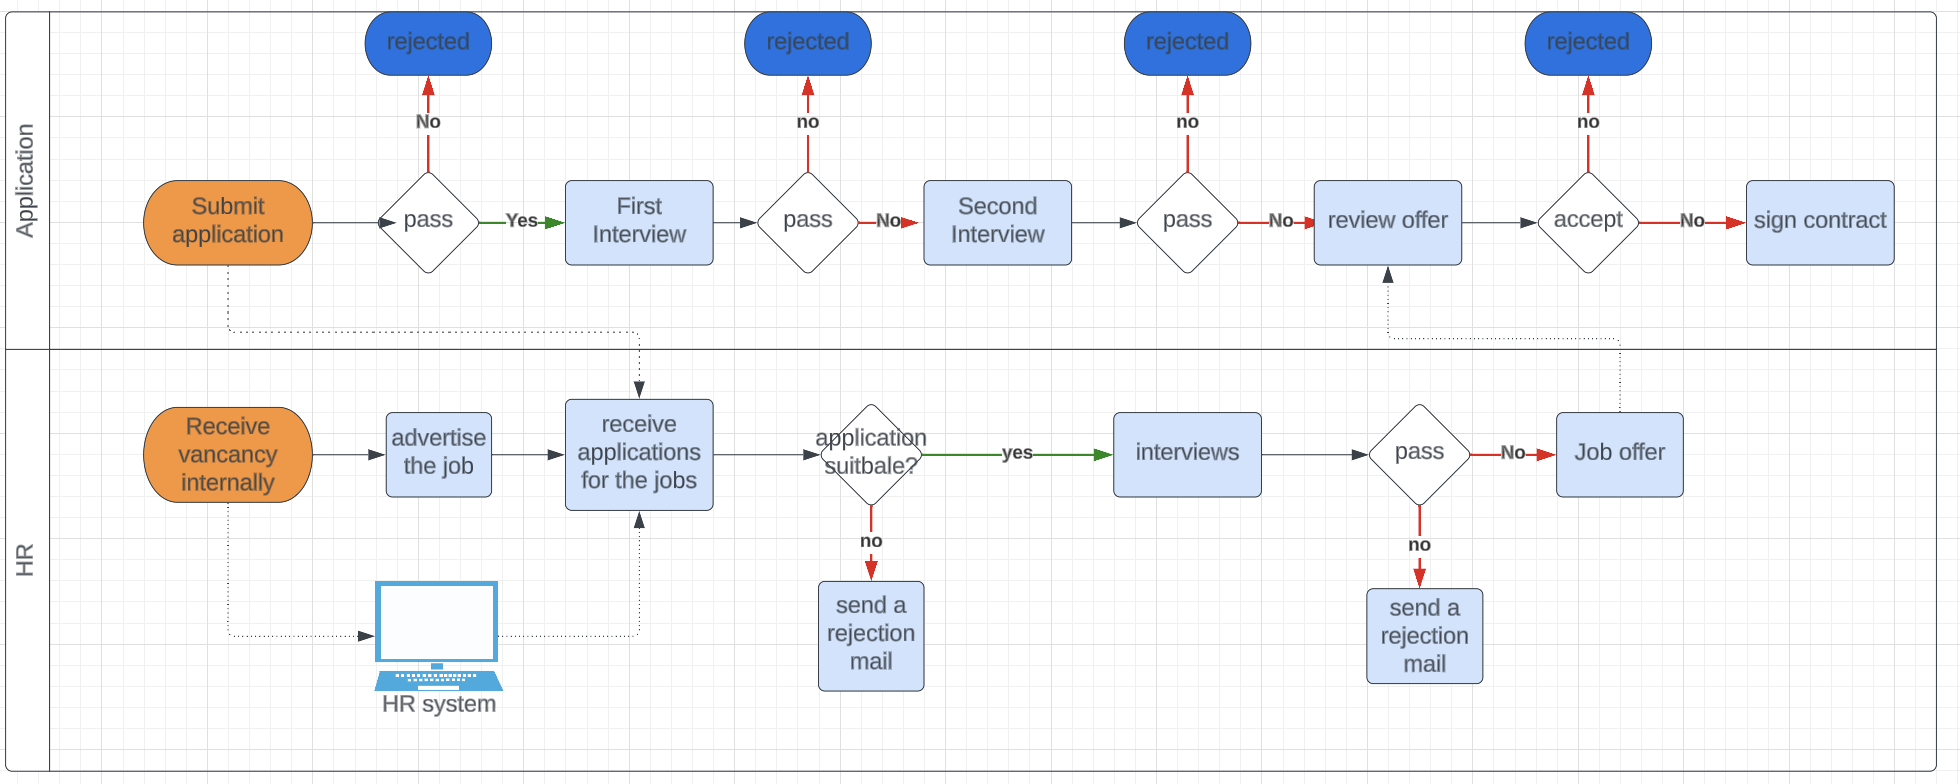 rejected
rejected
rejected
rejected
No
no
no
no
Application
Submit
application
pass
Yes
First
Interview
pass
No
Second
Interview
pass
No
review offer
accept
No
sign contract
HR
Receive
vancancy
internally
advertise
the job
receive
applications
for the jobs
application
suitbale?
yes
interviews
pass
No
Job offer
no
no
send a
rejection
mail
send a
rejection
mail
HR system